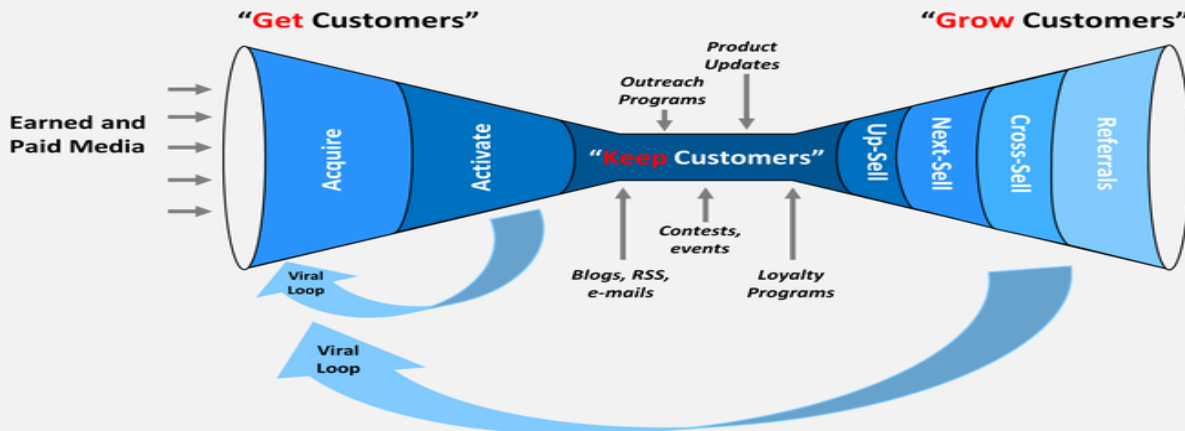 “Get Customers”
“Grow Customers”
Earned and
Paid Media
Acquire
Activate
Outreach
Programs
Product
Updates
“Keep Customers”
Up-Sell
Next-Sell
Cross-Sell
Referrals
Blogs, RSS,
e-mails
Contests,
events
Loyalty
Programs
Viral
Loop
Viral
Loop